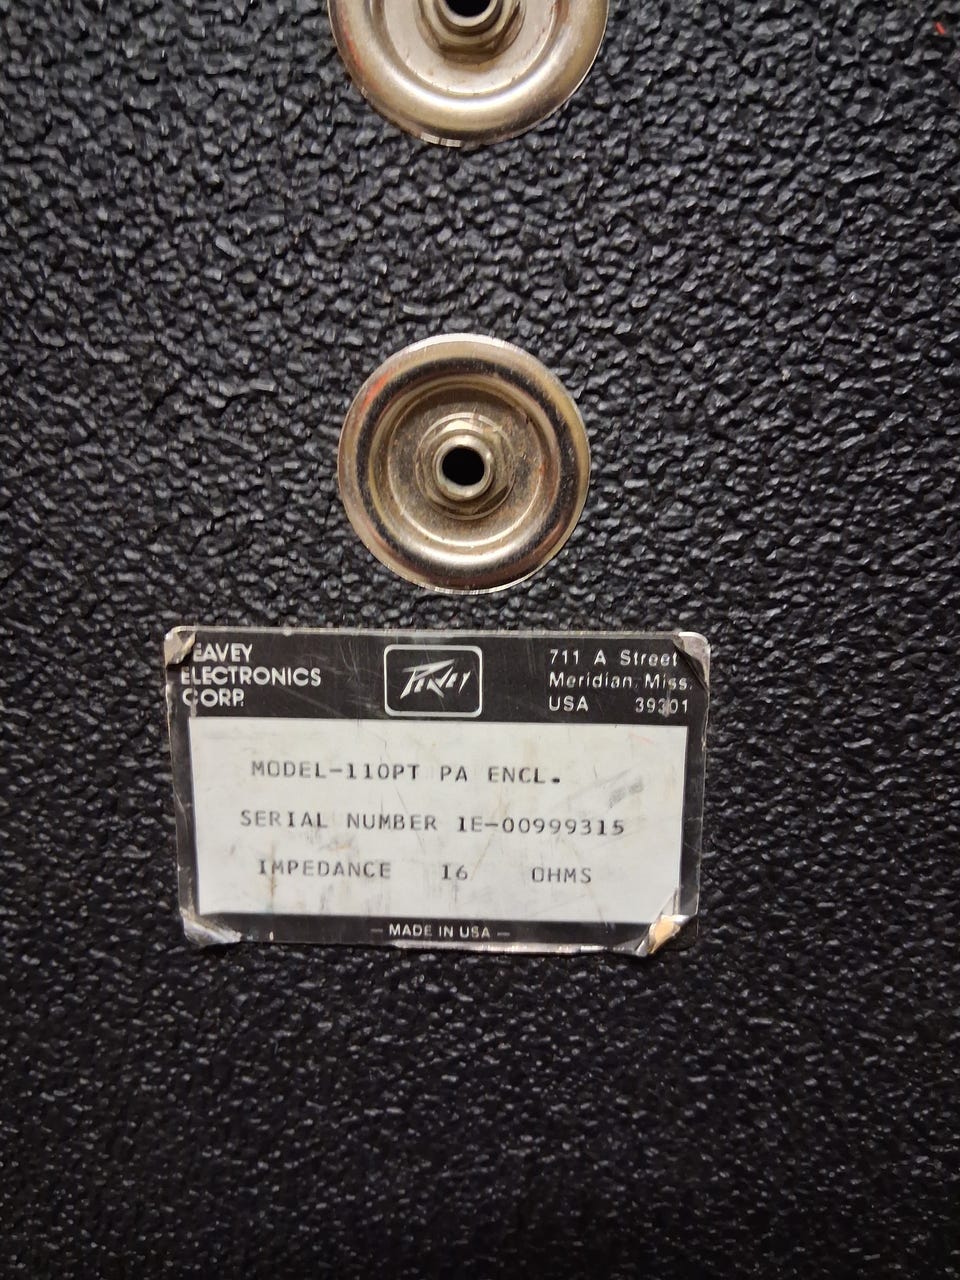 PEAVEY
ELECTRONICS
CORP.
PEAVEY
711 A Street
Meridian, Miss.
USA 39301
MODEL-110PT PA ENCL.
SERIAL NUMBER 1E-00999315
IMPEDANCE 16 OHMS
— MADE IN USA —